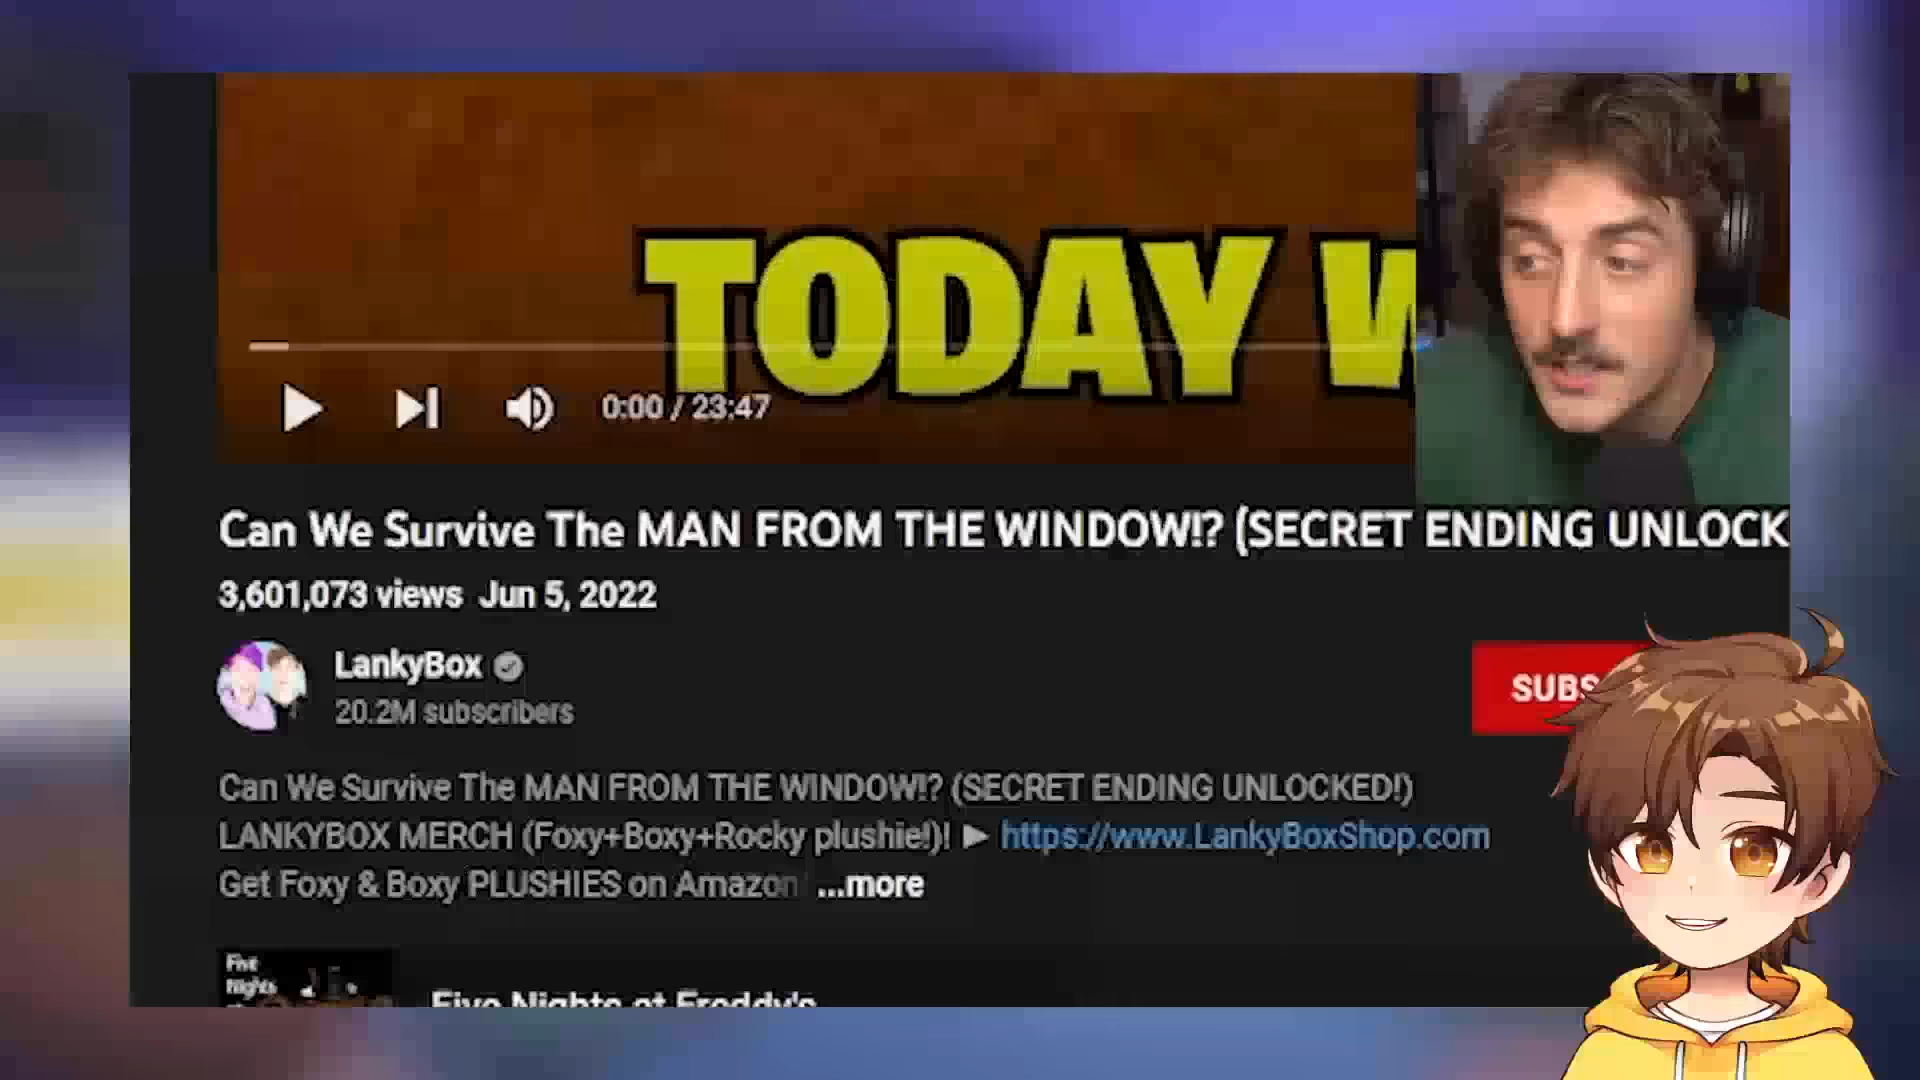 TODAY W
0:00 / 23:47
Can We Survive The MAN FROM THE WINDOW!? (SECRET ENDING UNLOCK
3,601,073 views Jun 5, 2022
LankyBox
20.2M subscribers
SUBS
Can We Survive The MAN FROM THE WINDOW!? (SECRET ENDING UNLOCKED!)
LANKYBOX MERCH (Foxy+Boxy+Rocky plushie!)! ► https://www.LankyBoxShop.com
Get Foxy & Boxy PLUSHIES on Amazon ...more
Five
Nights
Five Nights at Freddy's